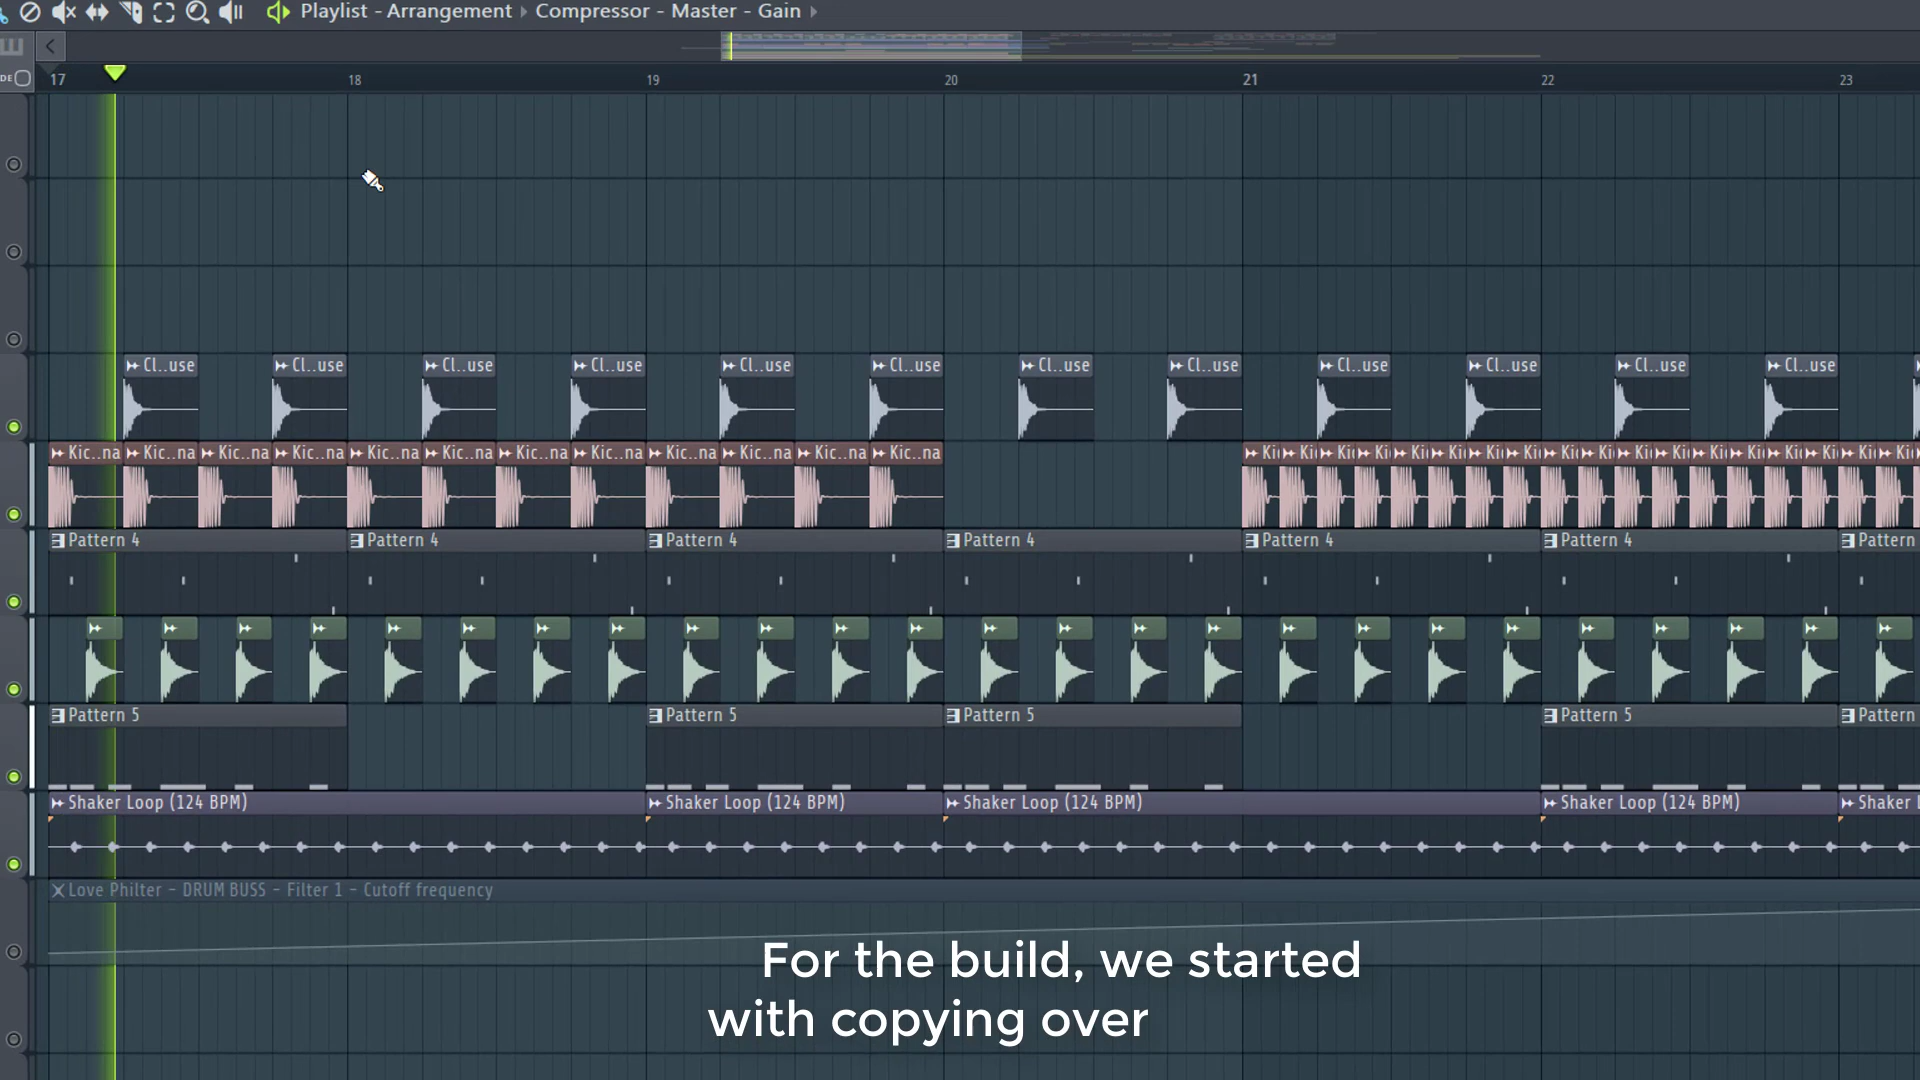 Playlist - Arrangement Compressor - Master - Gain
17 18 19 20 21 22 23
Cl..use Cl..use Cl..use Cl..use Cl..use Cl..use Cl..use Cl..use Cl..use Cl..use Cl..use Cl..use
Kic..na Kic..na Kic..na Kic..na Kic..na Kic..na Kic..na Kic..na Kic..na Kic..na Kic..na Kic..na
Pattern 4 Pattern 4 Pattern 4 Pattern 4 Pattern 4 Pattern 4 Pattern
Pattern 5 Pattern 5 Pattern 5 Pattern 5 Pattern
Shaker Loop (124 BPM) Shaker Loop (124 BPM) Shaker Loop (124 BPM) Shaker Loop (124 BPM) Shaker
Love Philter - DRUM BUSS - Filter 1 - Cutoff frequency
For the build, we started
with copying over